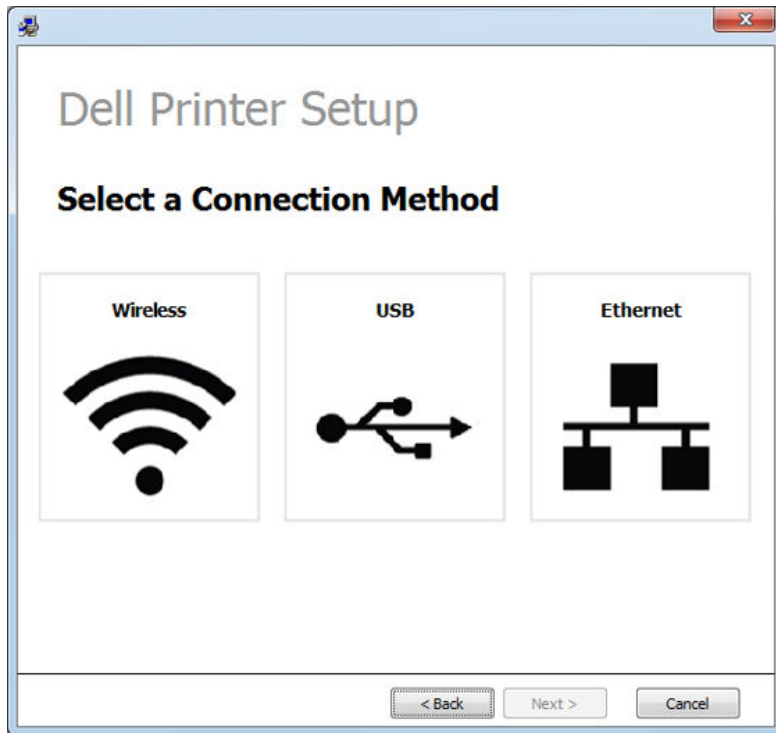 Dell Printer Setup
Select a Connection Method
Wireless USB Ethernet
< Back Next > Cancel